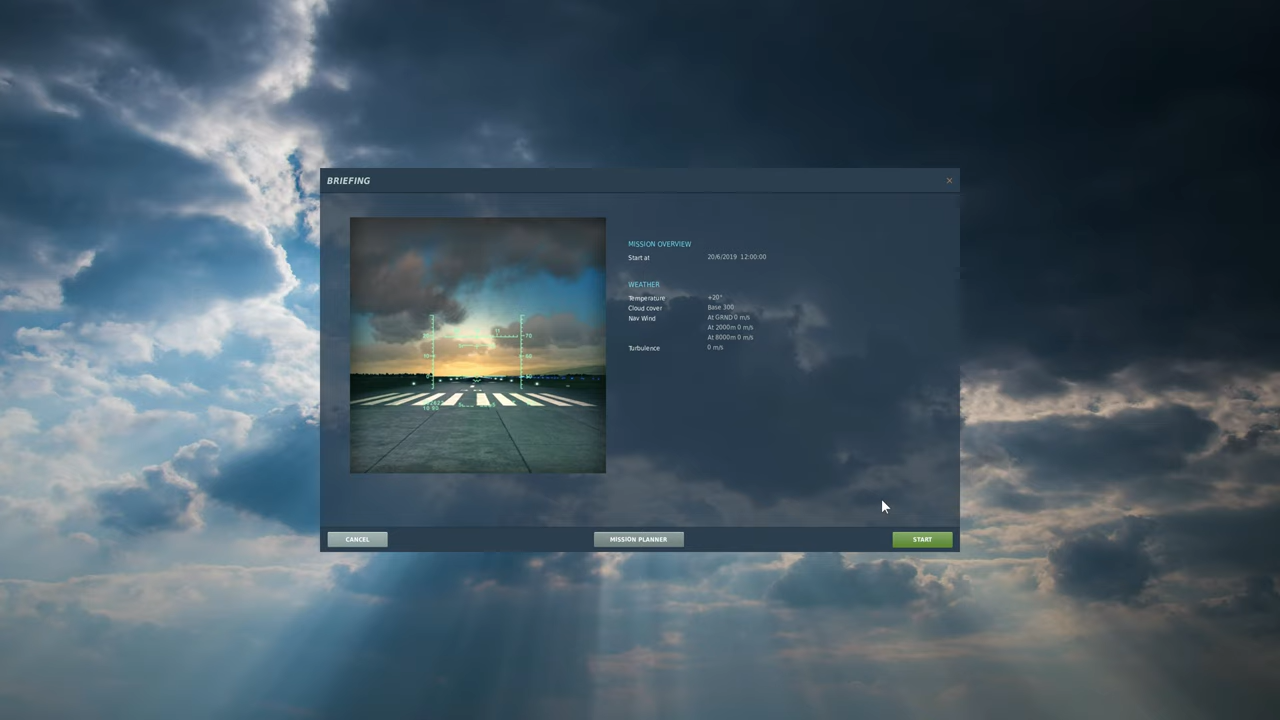 BRIEFING
×
MISSION OVERVIEW
Start at 20/6/2019 12:00:00
WEATHER
Temperature +20°
Cloud cover Base 300
Nav Wind At GRND 0 m/s
At 2000m 0 m/s
At 8000m 0 m/s
Turbulence 0 m/s
CANCEL
MISSION PLANNER
START